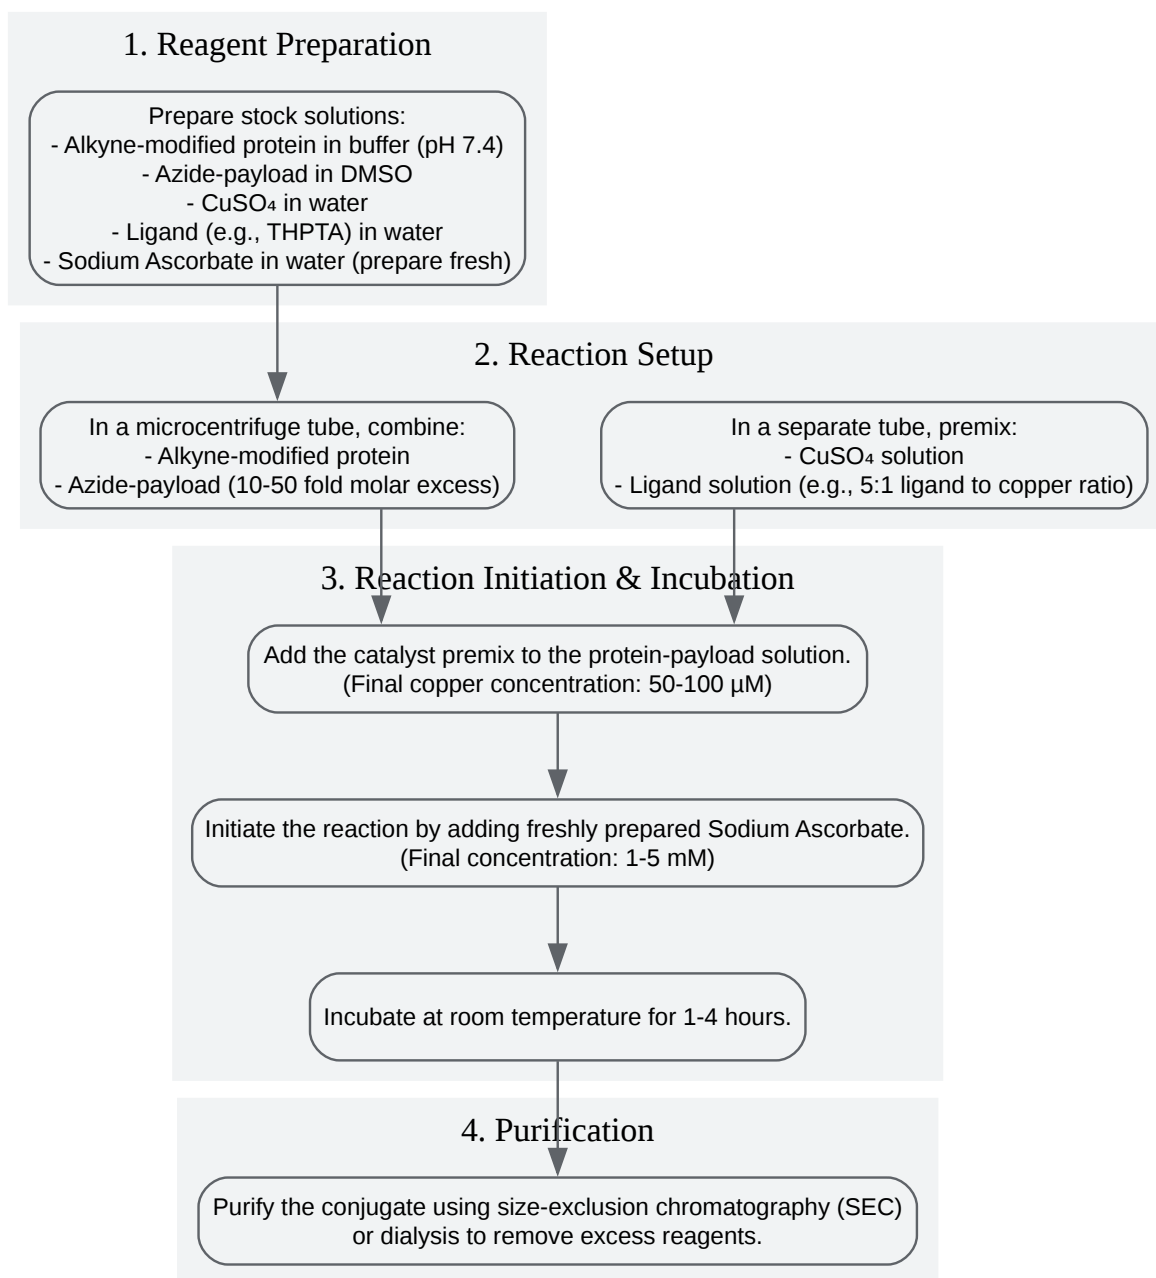 1. Reagent Preparation
Prepare stock solutions:
- Alkyne-modified protein in buffer (pH 7.4)
- Azide-payload in DMSO
- CuSO₄ in water
- Ligand (e.g., THPTA) in water
- Sodium Ascorbate in water (prepare fresh)
2. Reaction Setup
In a microcentrifuge tube, combine:
- Alkyne-modified protein
- Azide-payload (10-50 fold molar excess)
In a separate tube, premix:
- CuSO₄ solution
- Ligand solution (e.g., 5:1 ligand to copper ratio)
3. Reaction Initiation & Incubation
Add the catalyst premix to the protein-payload solution.
(Final copper concentration: 50-100 µM)
Initiate the reaction by adding freshly prepared Sodium Ascorbate.
(Final concentration: 1-5 mM)
Incubate at room temperature for 1-4 hours.
4. Purification
Purify the conjugate using size-exclusion chromatography (SEC)
or dialysis to remove excess reagents.